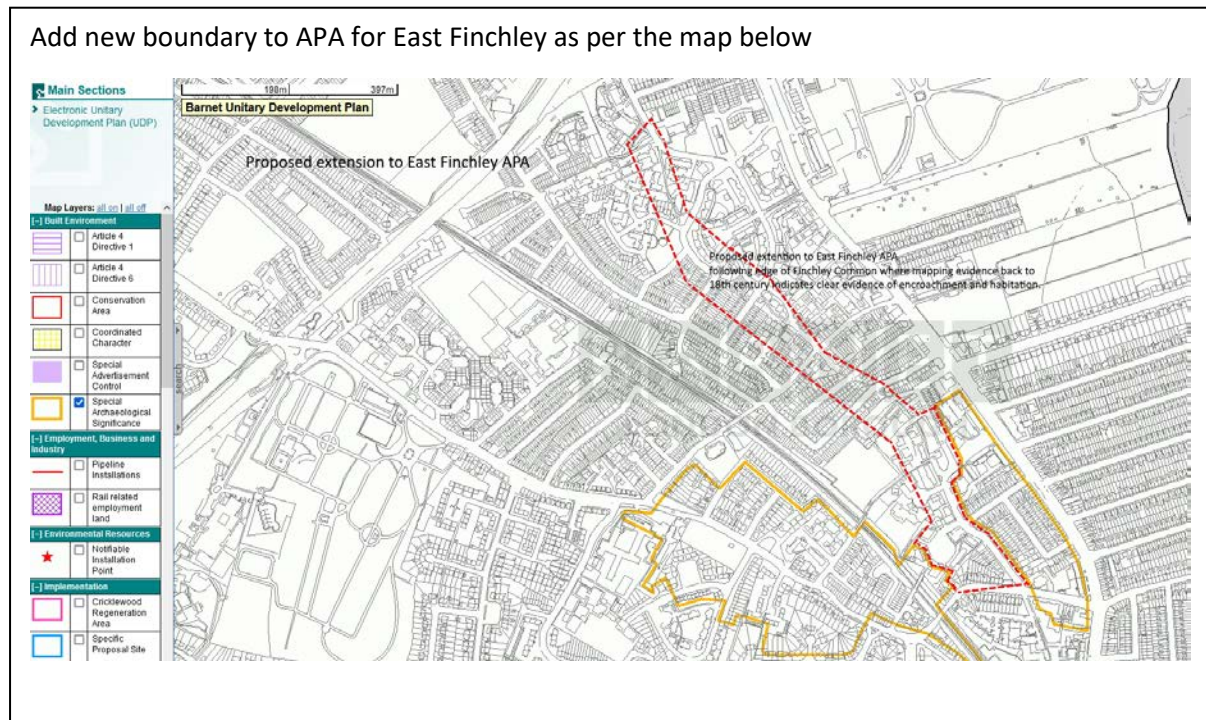 Add new boundary to APA for East Finchley as per the map below
Main Sections
Electronic Unitary
Development Plan (UDP)
Map Layers: all on | all off
[-] Built Environment
Article 4
Directive 1
Article 4
Directive 6
Conservation
Area
Coordinated
Character
Special
Advertisement
Control
Special
Archaeological
Significance
[-] Employment, Business and
Industry
Pipeline
Installations
Rail related
employment
land
[-] Environmental Resources
Notifiable
Installation
Point
[-] Implementation
Cricklewood
Regeneration
Area
Specific
Proposal Site
search
198m
397m
Barnet Unitary Development Plan
Proposed extension to East Finchley APA
Proposed extention to East Finchley APA
following edge of Finchley Common where mapping evidence back to
18th century indicates clear evidence of encroachment and habitation.